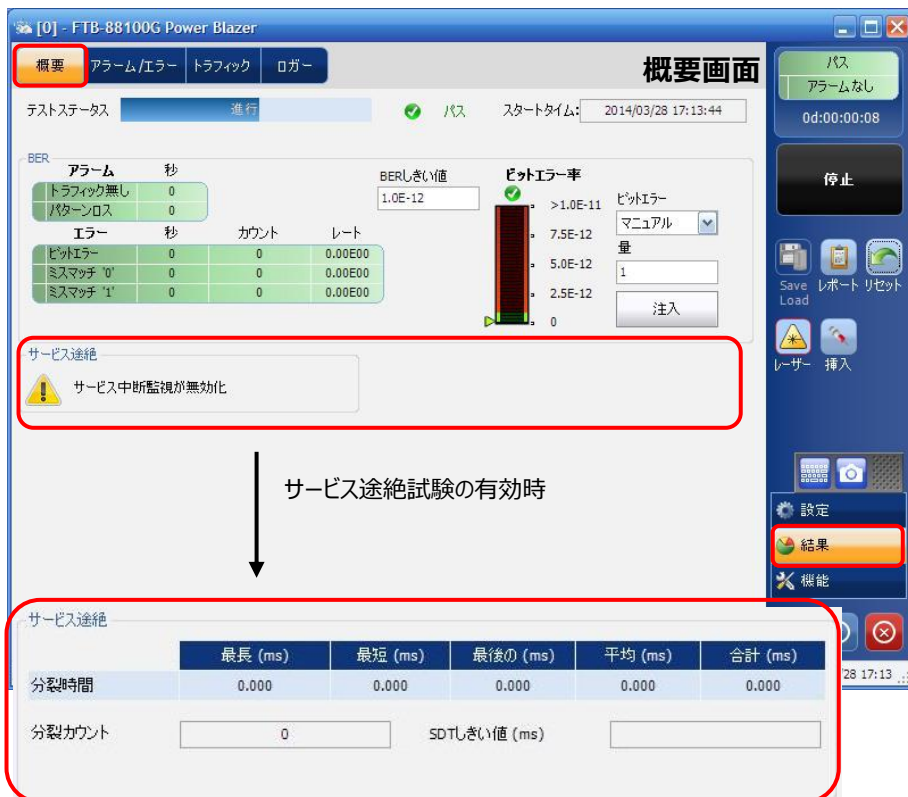 [0] - FTB-88100G Power Blazer
概要 アラーム/エラー トラフィック ロガー 概要画面
パス
アラームなし
0d:00:00:08
テストステータス 進行 パス スタートタイム: 2014/03/28 17:13:44
停止
BER
アラーム 秒
トラフィック無し 0
パターンロス 0
エラー 秒 カウント レート
ビットエラー 0 0 0.00E00
ミスマッチ '0' 0 0 0.00E00
ミスマッチ '1' 0 0 0.00E00
BERしきい値
1.0E-12
ビットエラー率
>1.0E-11
7.5E-12
5.0E-12
2.5E-12
0
ビットエラー
マニュアル
量
1
注入
Save Load レポート リセット
レーザー 挿入
サービス途絶
サービス中断監視が無効化
サービス途絶試験の有効時
設定
結果
機能
サービス途絶
最長 (ms) 最短 (ms) 最後の (ms) 平均 (ms) 合計 (ms)
分裂時間 0.000 0.000 0.000 0.000 0.000
分裂カウント 0 SDTしきい値 (ms)
/28 17:13